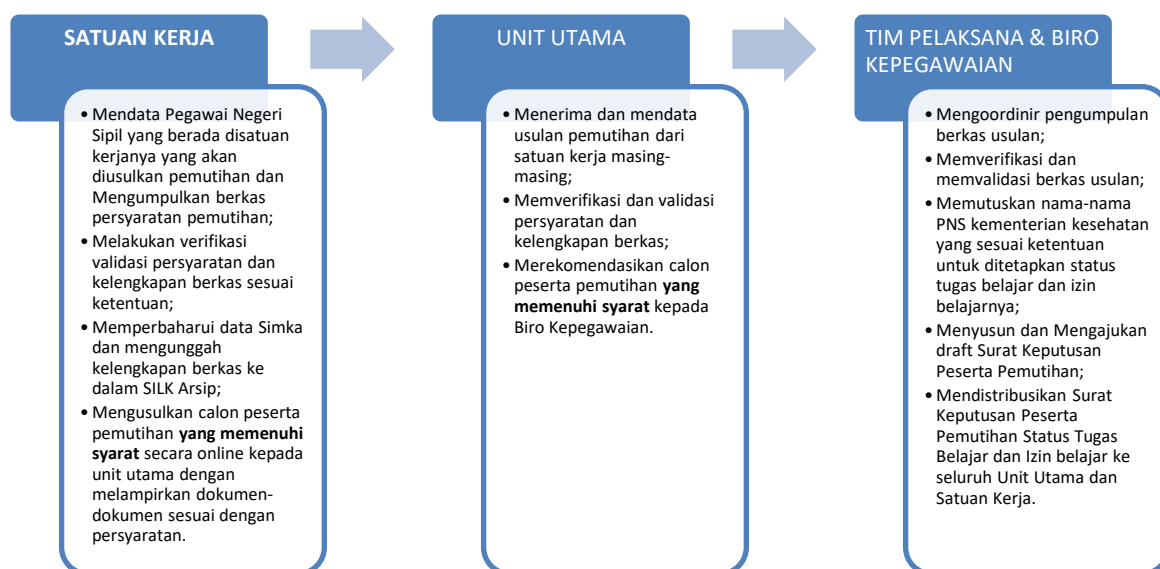 SATUAN KERJA
• Mendata Pegawai Negeri
Sipil yang berada disatuan
kerjanya yang akan
diusulkan pemutihan dan
Mengumpulkan berkas
persyaratan pemutihan;
• Melakukan verifikasi
validasi persyaratan dan
kelengkapan berkas sesuai
ketentuan;
• Memperbaharui data Simka
dan mengunggah
kelengkapan berkas ke
dalam SILK Arsip;
• Mengusulkan calon peserta
pemutihan yang memenuhi
syarat secara online kepada
unit utama dengan
melampirkan dokumen-
dokumen sesuai dengan
persyaratan.
UNIT UTAMA
• Menerima dan mendata
usulan pemutihan dari
satuan kerja masing-
masing;
• Memverifikasi dan validasi
persyaratan dan
kelengkapan berkas;
• Merekomendasikan calon
peserta pemutihan yang
memenuhi syarat kepada
Biro Kepegawaian.
TIM PELAKSANA & BIRO
KEPEGAWAIAN
• Mengoordinir pengumpulan
berkas usulan;
• Memverifikasi dan
memvalidasi berkas usulan;
• Memutuskan nama-nama
PNS kementerian kesehatan
yang sesuai ketentuan
untuk ditetapkan status
tugas belajar dan izin
belajarnya;
• Menyusun dan Mengajukan
draft Surat Keputusan
Peserta Pemutihan;
• Mendistribusikan Surat
Keputusan Peserta
Pemutihan Status Tugas
Belajar dan Izin belajar ke
seluruh Unit Utama dan
Satuan Kerja.